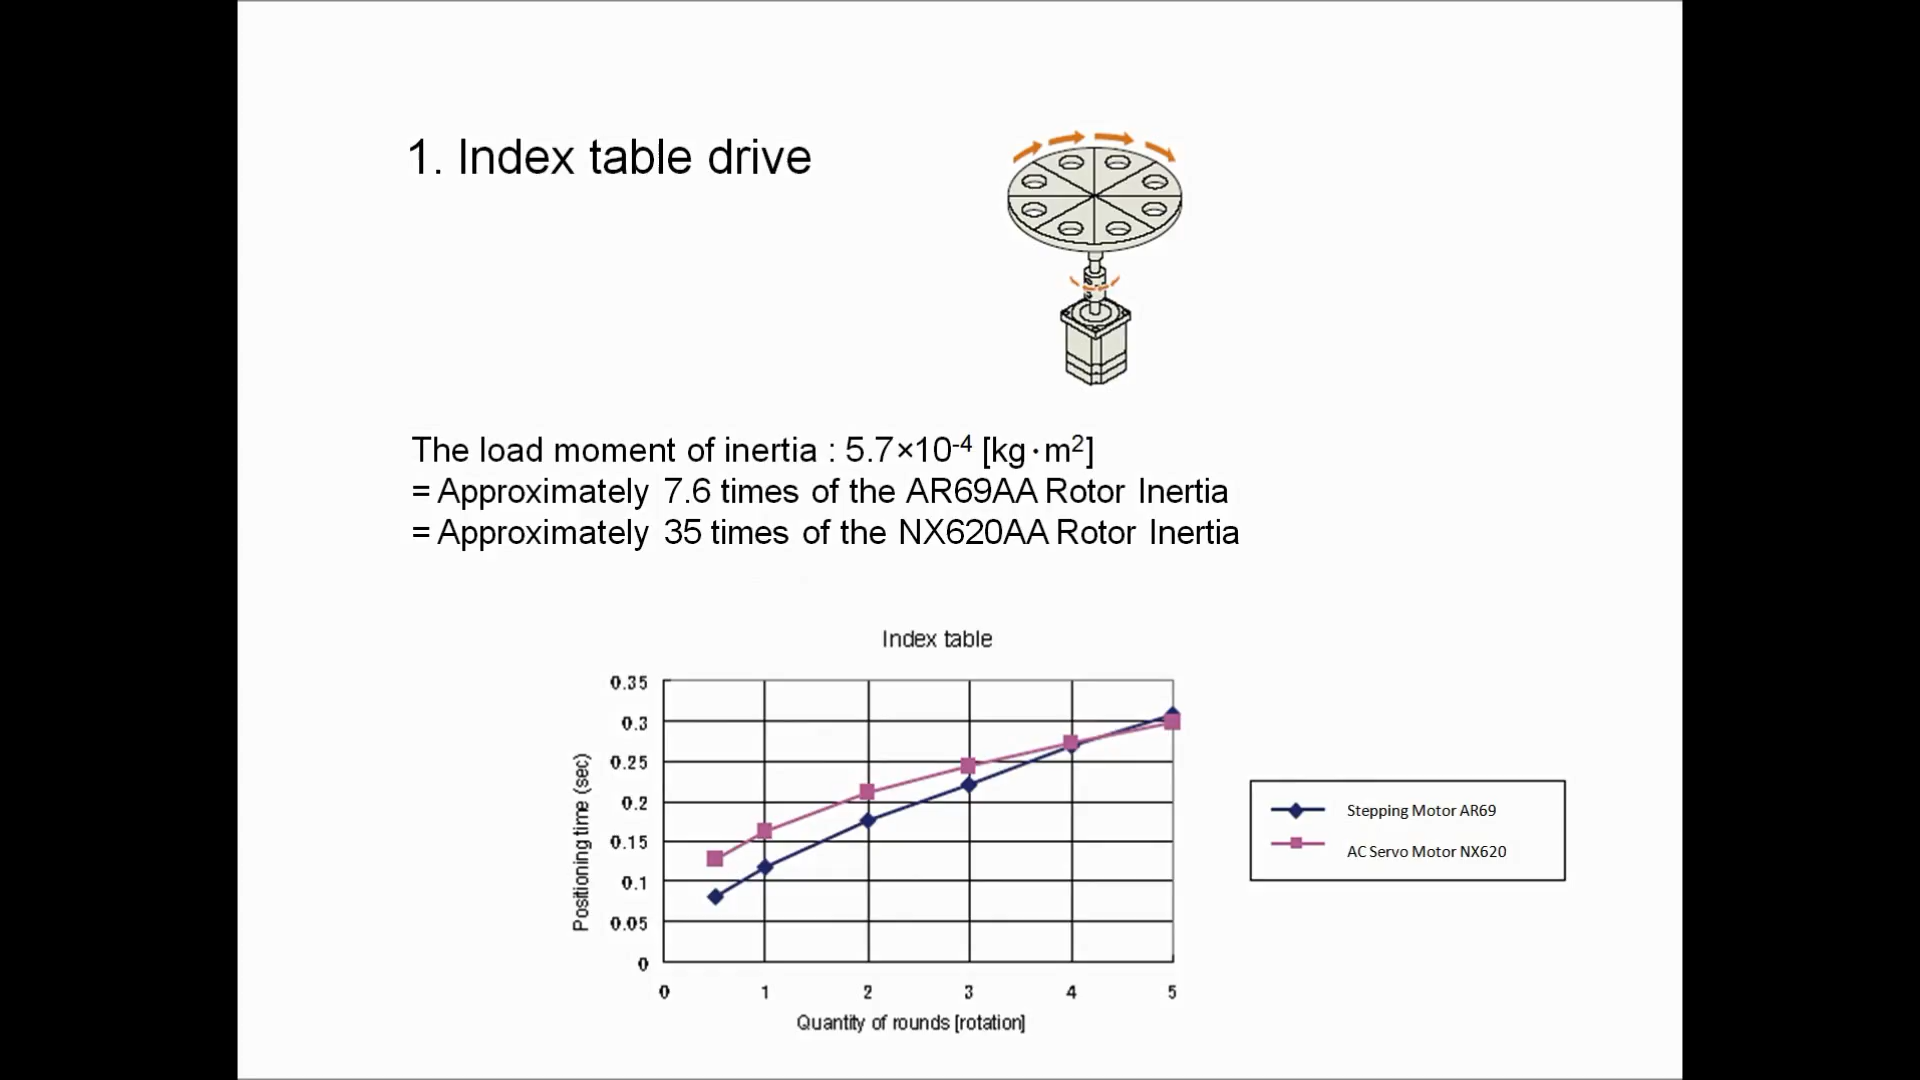 1. Index table drive
The load moment of inertia : 5.7×10-4 [kg·m2]
= Approximately 7.6 times of the AR69AA Rotor Inertia
= Approximately 35 times of the NX620AA Rotor Inertia
Index table
0.35
0.3
0.25
0.2
0.15
0.1
0.05
0
Positioning time (sec)
0 1 2 3 4 5
Quantity of rounds [rotation]
Stepping Motor AR69
AC Servo Motor NX620